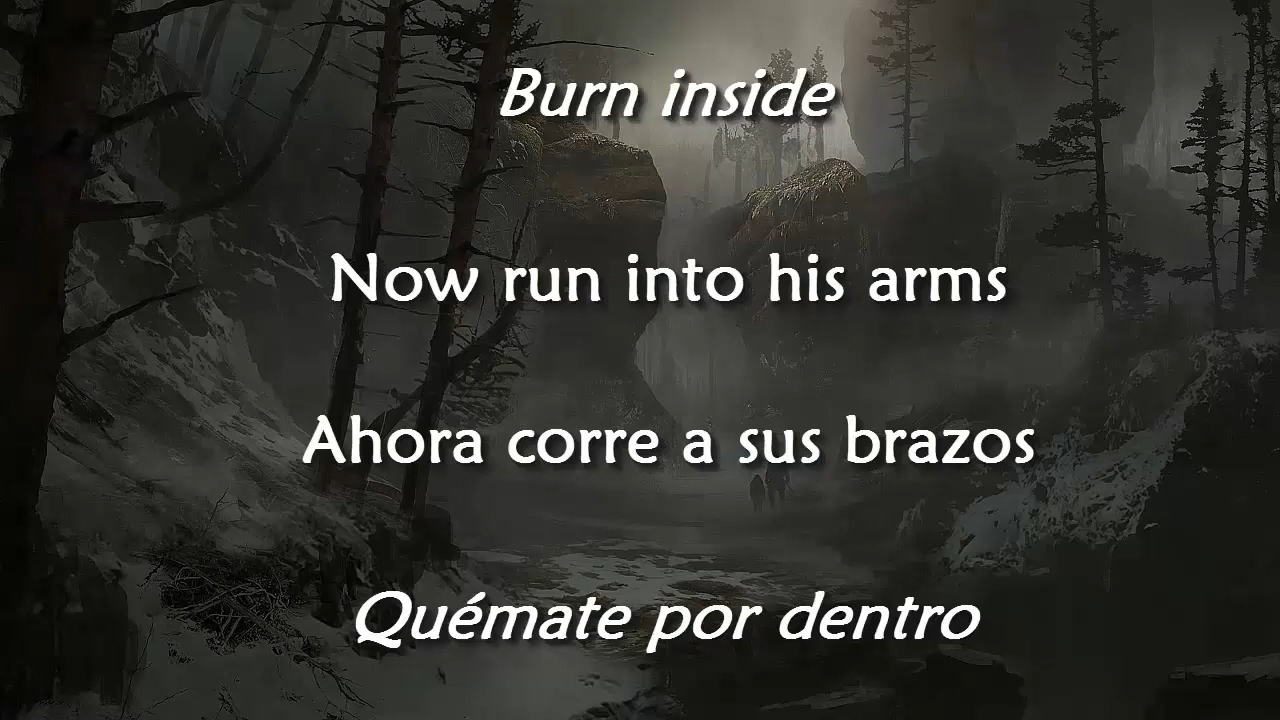 Burn inside
Now run into his arms
Ahora corre a sus brazos
Quémate por dentro